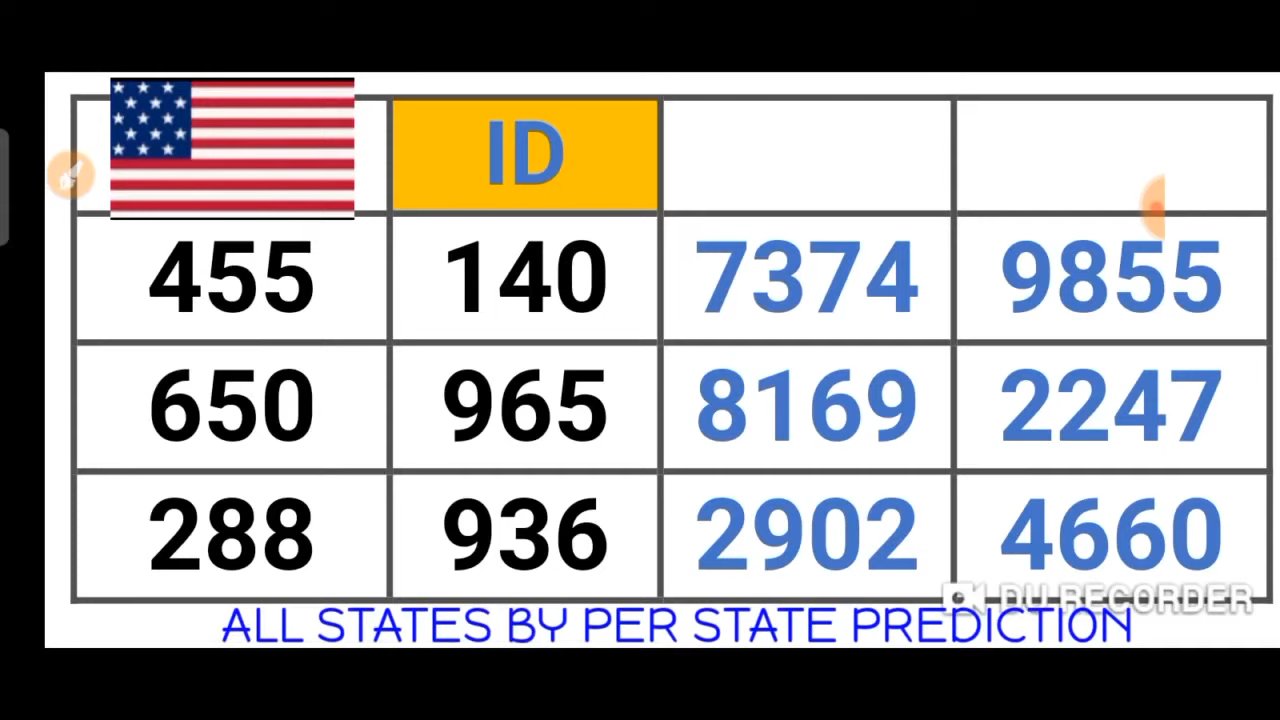 ID
455 140 7374 9855
650 965 8169 2247
288 936 2902 4660
DU RECORDER
ALL STATES BY PER STATE PREDICTION